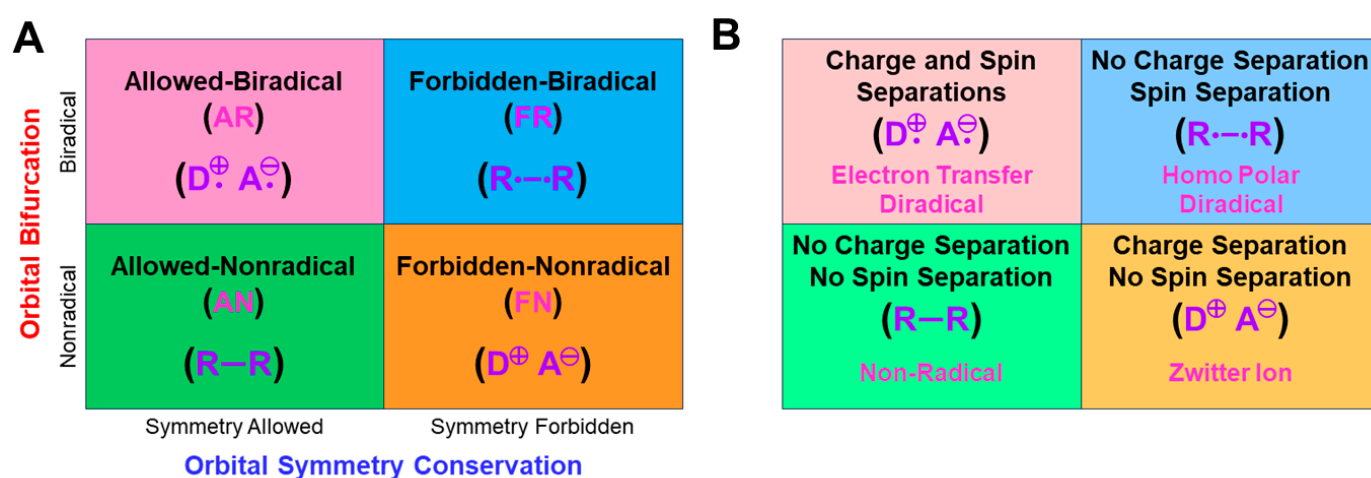 A
Orbital Bifurcation
Biradical
Nonradical
Allowed-Biradical
(AR)
(D⊕• A⊖•)
Forbidden-Biradical
(FR)
(R•–•R)
Allowed-Nonradical
(AN)
(R–R)
Forbidden-Nonradical
(FN)
(D⊕ A⊖)
Symmetry Allowed
Symmetry Forbidden
Orbital Symmetry Conservation
B
Charge and Spin
Separations
(D⊕• A⊖•)
Electron Transfer
Diradical
No Charge Separation
Spin Separation
(R•–•R)
Homo Polar
Diradical
No Charge Separation
No Spin Separation
(R–R)
Non-Radical
Charge Separation
No Spin Separation
(D⊕ A⊖)
Zwitter Ion